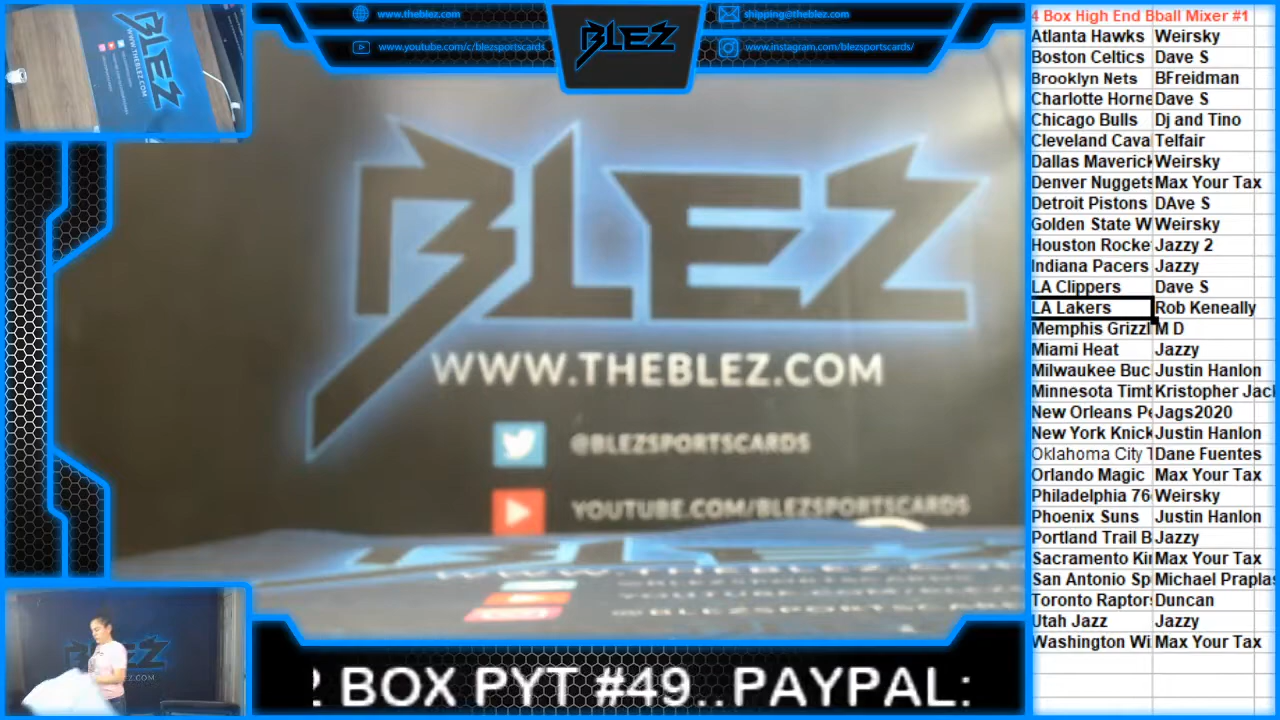 www.theblez.com
shipping@theblez.com
www.youtube.com/c/blezsportscards
www.instagram.com/blezsportscards/
BLEZ
BLEZ
THEBLEZ.COM
BLEZ
WWW.THEBLEZ.COM
@BLEZSPORTSCARDS
YOUTUBE.COM/BLEZSPORTSCARDS
BLEZ
2 BOX PYT #49..PAYPAL:
4 Box High End Bball Mixer #1
Atlanta Hawks Weirsky
Boston Celtics Dave S
Brooklyn Nets BFreidman
Charlotte Horne Dave S
Chicago Bulls Dj and Tino
Cleveland Cava Telfair
Dallas Maverick Weirsky
Denver Nuggets Max Your Tax
Detroit Pistons DAve S
Golden State W Weirsky
Houston Rocke Jazzy 2
Indiana Pacers Jazzy
LA Clippers Dave S
LA Lakers Rob Keneally
Memphis Grizzl M D
Miami Heat Jazzy
Milwaukee Buc Justin Hanlon
Minnesota Timb Kristopher Jack
New Orleans Pe Jags2020
New York Knick Justin Hanlon
Oklahoma City T Dane Fuentes
Orlando Magic Max Your Tax
Philadelphia 76 Weirsky
Phoenix Suns Justin Hanlon
Portland Trail B Jazzy
Sacramento Kin Max Your Tax
San Antonio Sp Michael Praplas
Toronto Raptors Duncan
Utah Jazz Jazzy
Washington Wi Max Your Tax